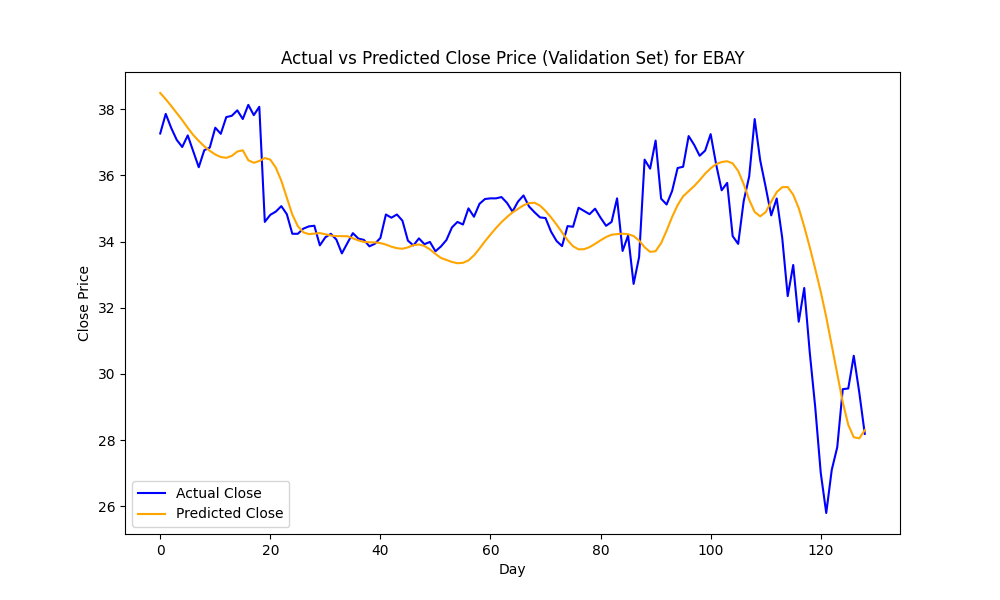 Actual vs Predicted Close Price (Validation Set) for EBAY
Close Price
38
36
34
32
30
28
26
Actual Close
Predicted Close
0 20 40 60 80 100 120
Day